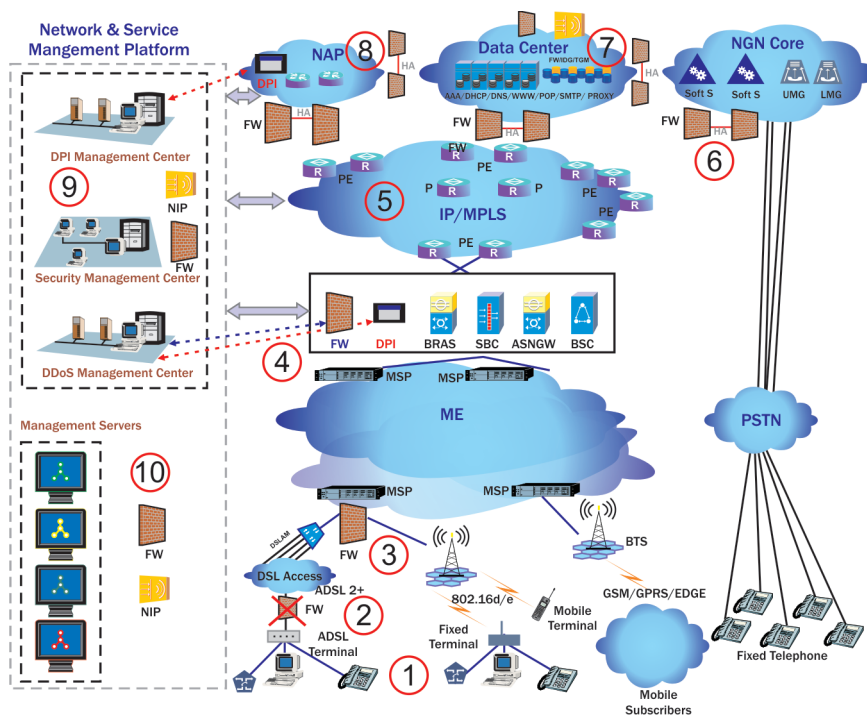 Network & Service
Management Platform
NAP
8
HA
DPI
FW
HA
Data Center
7
FW/IDG/TGM
HA
AAA/DHCP/DNS/WWW/POP/SMTP/ PROXY
FW
HA
FW
NGN Core
Soft S
Soft S
UMG
LMG
FW
HA
6
DPI Management Center
9
NIP
FW
Security Management Center
DDoS Management Center
R
R
R
R
R
R
R
R
R
R
R
PE
PE
PE
PE
PE
P
P
5
IP/MPLS
4
FW
DPI
BRAS
SBC
ASNGW
BSC
MSP
MSP
ME
MSP
MSP
PSTN
Management Servers
10
FW
NIP
DSLAM
FW
3
BTS
DSL Access
ADSL 2+
FW
2
802.16d/e
GSM/GPRS/EDGE
Mobile
Terminal
ADSL
Terminal
Fixed
Terminal
1
Mobile
Subscribers
Fixed Telephone